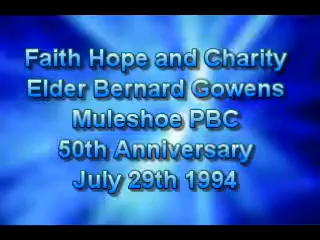 Faith Hope and Charity
Elder Bernard Gowens
Muleshoe PBC
50th Anniversary
July 29th 1994